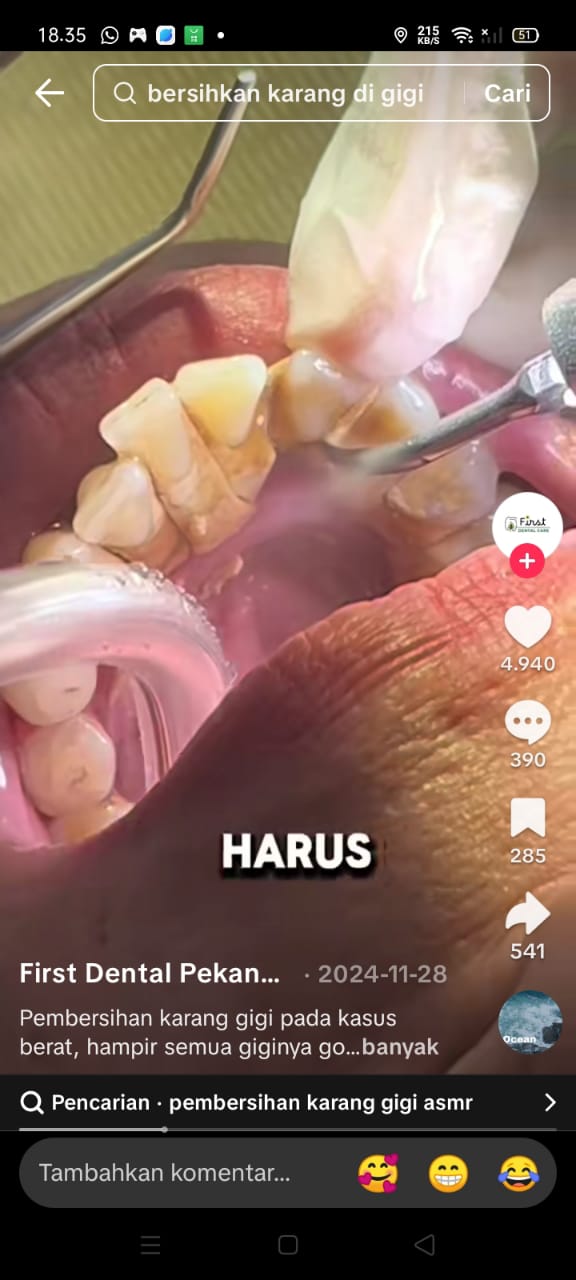 18.35
215
KB/S
51
bersihkan karang di gigi
Cari
First
DENTAL CARE
4.940
390
285
541
HARUS
First Dental Pekan... · 2024-11-28
Pembersihan karang gigi pada kasus
berat, hampir semua giginya go...banyak
Ocean
Pencarian · pembersihan karang gigi asmr
Tambahkan komentar...